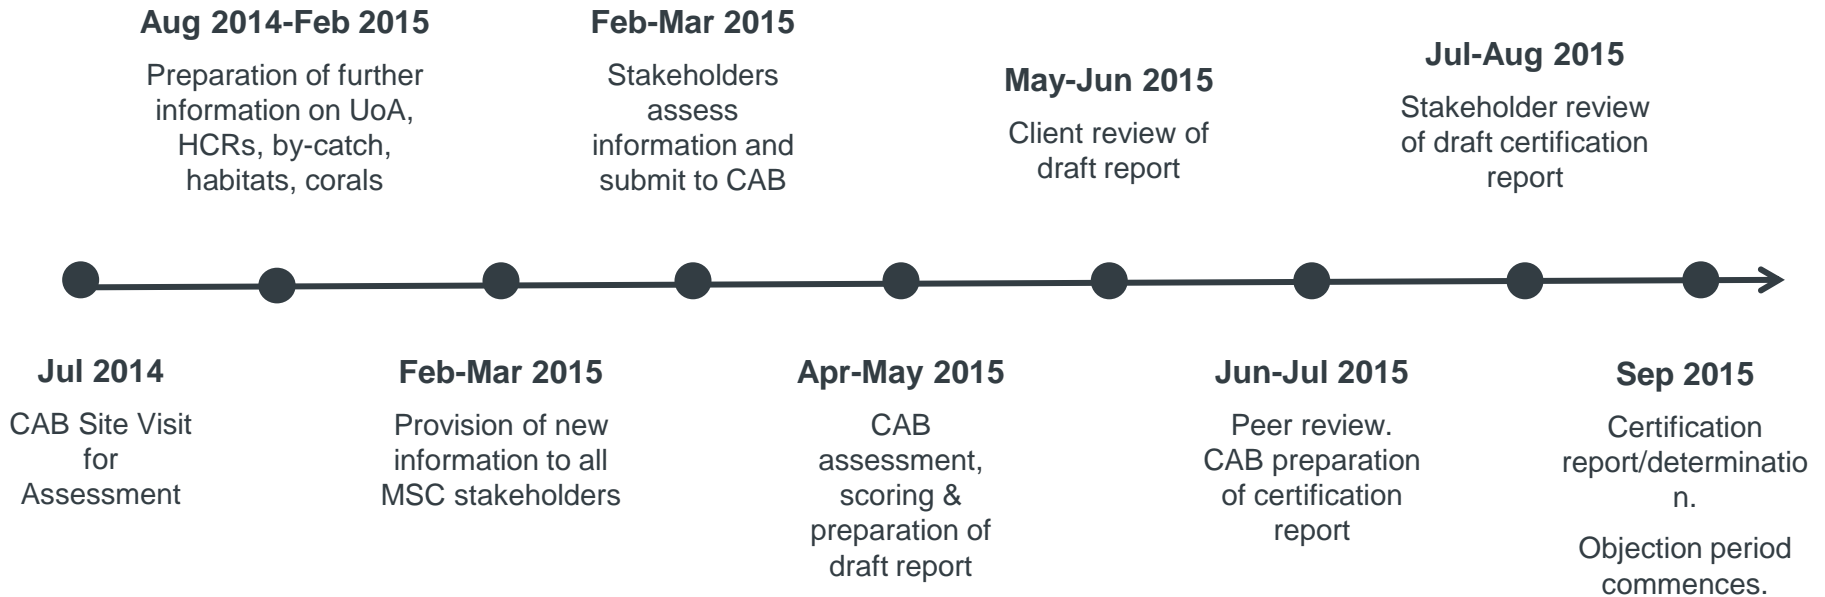 Aug 2014-Feb 2015
Preparation of further
information on UoA,
HCRs, by-catch,
habitats, corals
Feb-Mar 2015
Stakeholders
assess
information and
submit to CAB
May-Jun 2015
Client review of
draft report
Jul-Aug 2015
Stakeholder review
of draft certification
report
Jul 2014
CAB Site Visit
for
Assessment
Feb-Mar 2015
Provision of new
information to all
MSC stakeholders
Apr-May 2015
CAB
assessment,
scoring &
preparation of
draft report
Jun-Jul 2015
Peer review.
CAB preparation
of certification
report
Sep 2015
Certification
report/determinatio
n.
Objection period
commences.